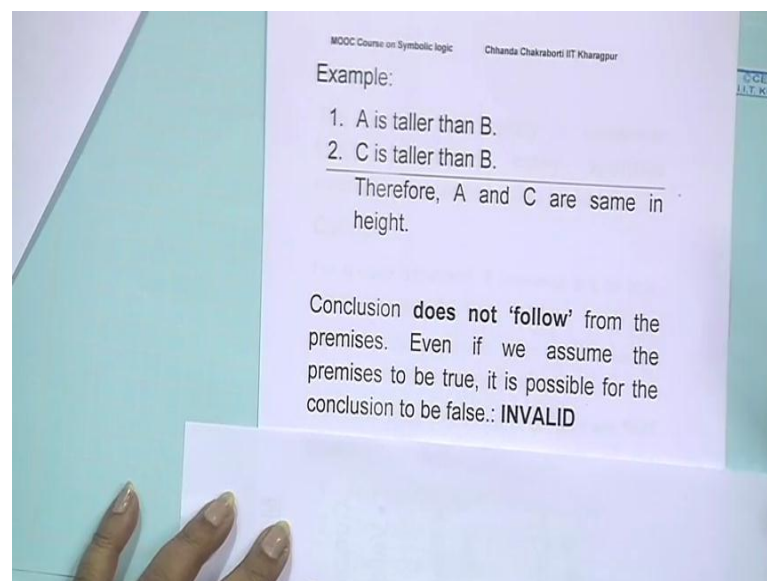 MOOC Course on Symbolic logic Chhanda Chakraborti IIT Kharagpur
Example:
1. A is taller than B.
2. C is taller than B.
Therefore, A and C are same in
height.
Conclusion does not ‘follow’ from the
premises. Even if we assume the
premises to be true, it is possible for the
conclusion to be false.: INVALID